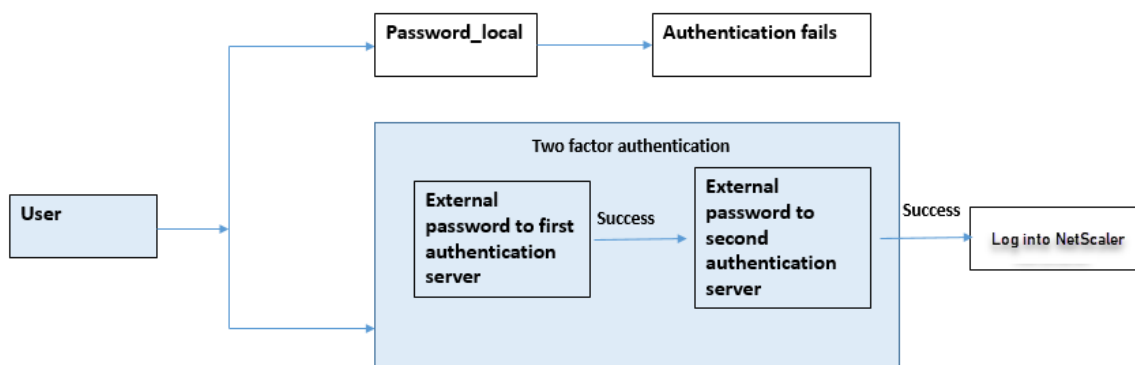 Password_local
Authentication fails
Two factor authentication
User
External
password to first
authentication
server
Success
External
password to
second
authentication
server
Success
Log into NetScaler